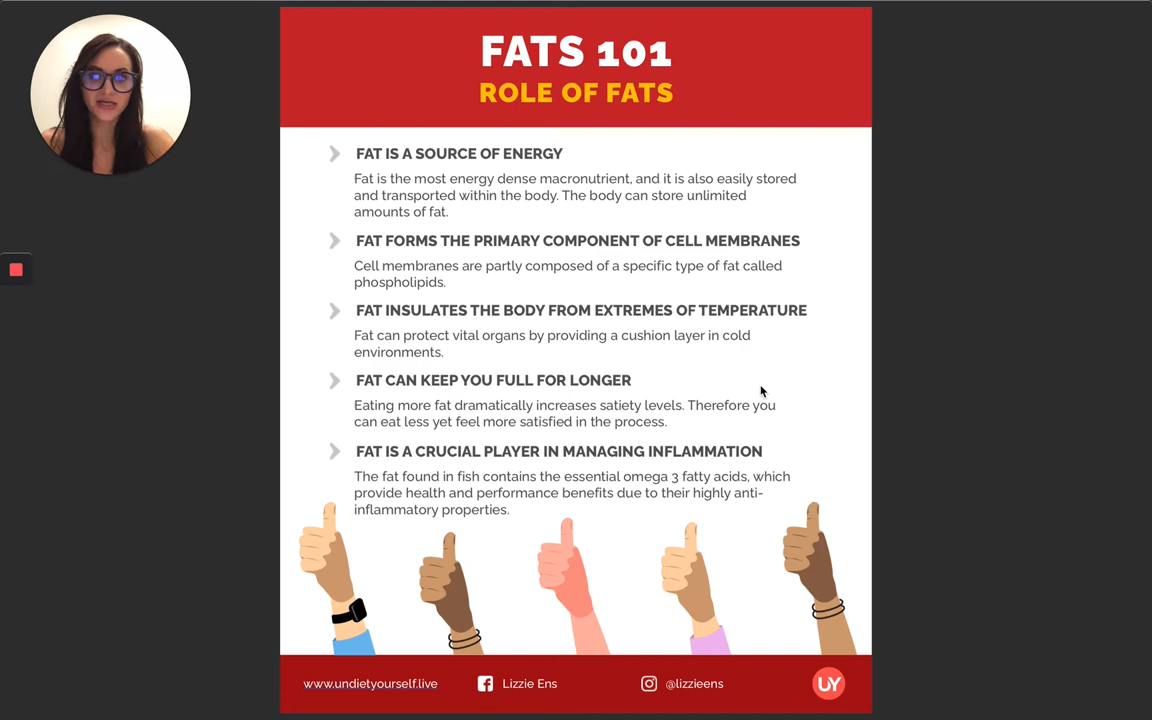 FATS 101
ROLE OF FATS
FAT IS A SOURCE OF ENERGY
Fat is the most energy dense macronutrient, and it is also easily stored
and transported within the body. The body can store unlimited
amounts of fat.
FAT FORMS THE PRIMARY COMPONENT OF CELL MEMBRANES
Cell membranes are partly composed of a specific type of fat called
phospholipids.
FAT INSULATES THE BODY FROM EXTREMES OF TEMPERATURE
Fat can protect vital organs by providing a cushion layer in cold
environments.
FAT CAN KEEP YOU FULL FOR LONGER
Eating more fat dramatically increases satiety levels. Therefore you
can eat less yet feel more satisfied in the process.
FAT IS A CRUCIAL PLAYER IN MANAGING INFLAMMATION
The fat found in fish contains the essential omega 3 fatty acids, which
provide health and performance benefits due to their highly anti-
inflammatory properties.
www.undietyourself.live
Lizzie Ens
@lizzieens
UY